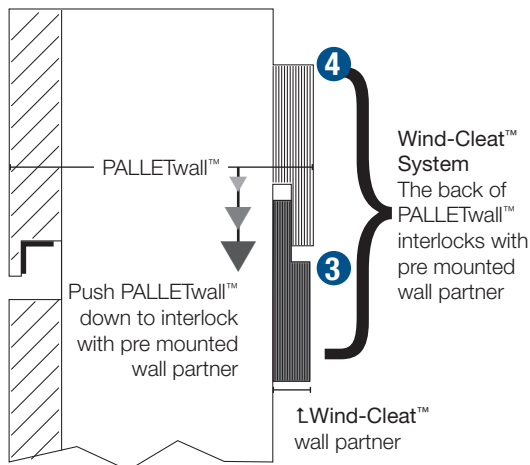 4
PALLETwall™
Wind-Cleat™
System
The back of
PALLETwall™
interlocks with
pre mounted
wall partner
3
Push PALLETwall™
down to interlock
with pre mounted
wall partner
Wind-Cleat™
wall partner